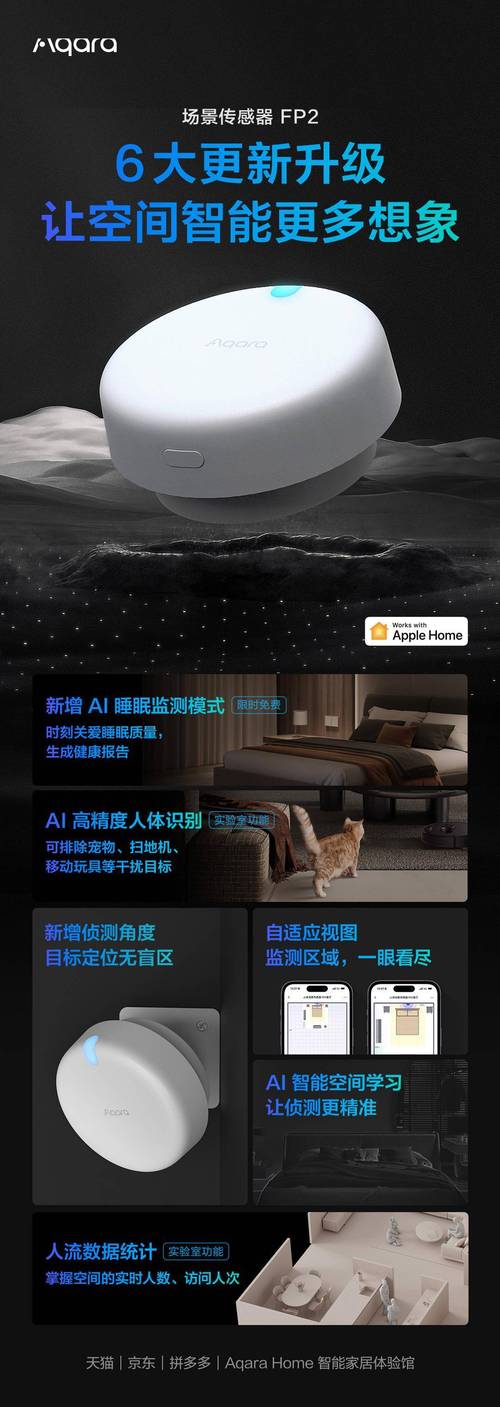 Aqara
场景传感器 FP2
6大更新升级
让空间智能更多想象
Aqara
Works with
Apple Home
新增 AI 睡眠监测模式 限时免费
时刻关爱睡眠质量，
生成健康报告
AI 高精度人体识别 实验室功能
可排除宠物、扫地机、
移动玩具等干扰目标
新增侦测角度
目标定位无盲区
Aqara
自适应视图
监测区域，一眼看尽
AI 智能空间学习
让侦测更精准
人流数据统计 实验室功能
掌握空间的实时人数、访问人次
天猫｜京东｜拼多多｜Aqara Home 智能家居体验馆